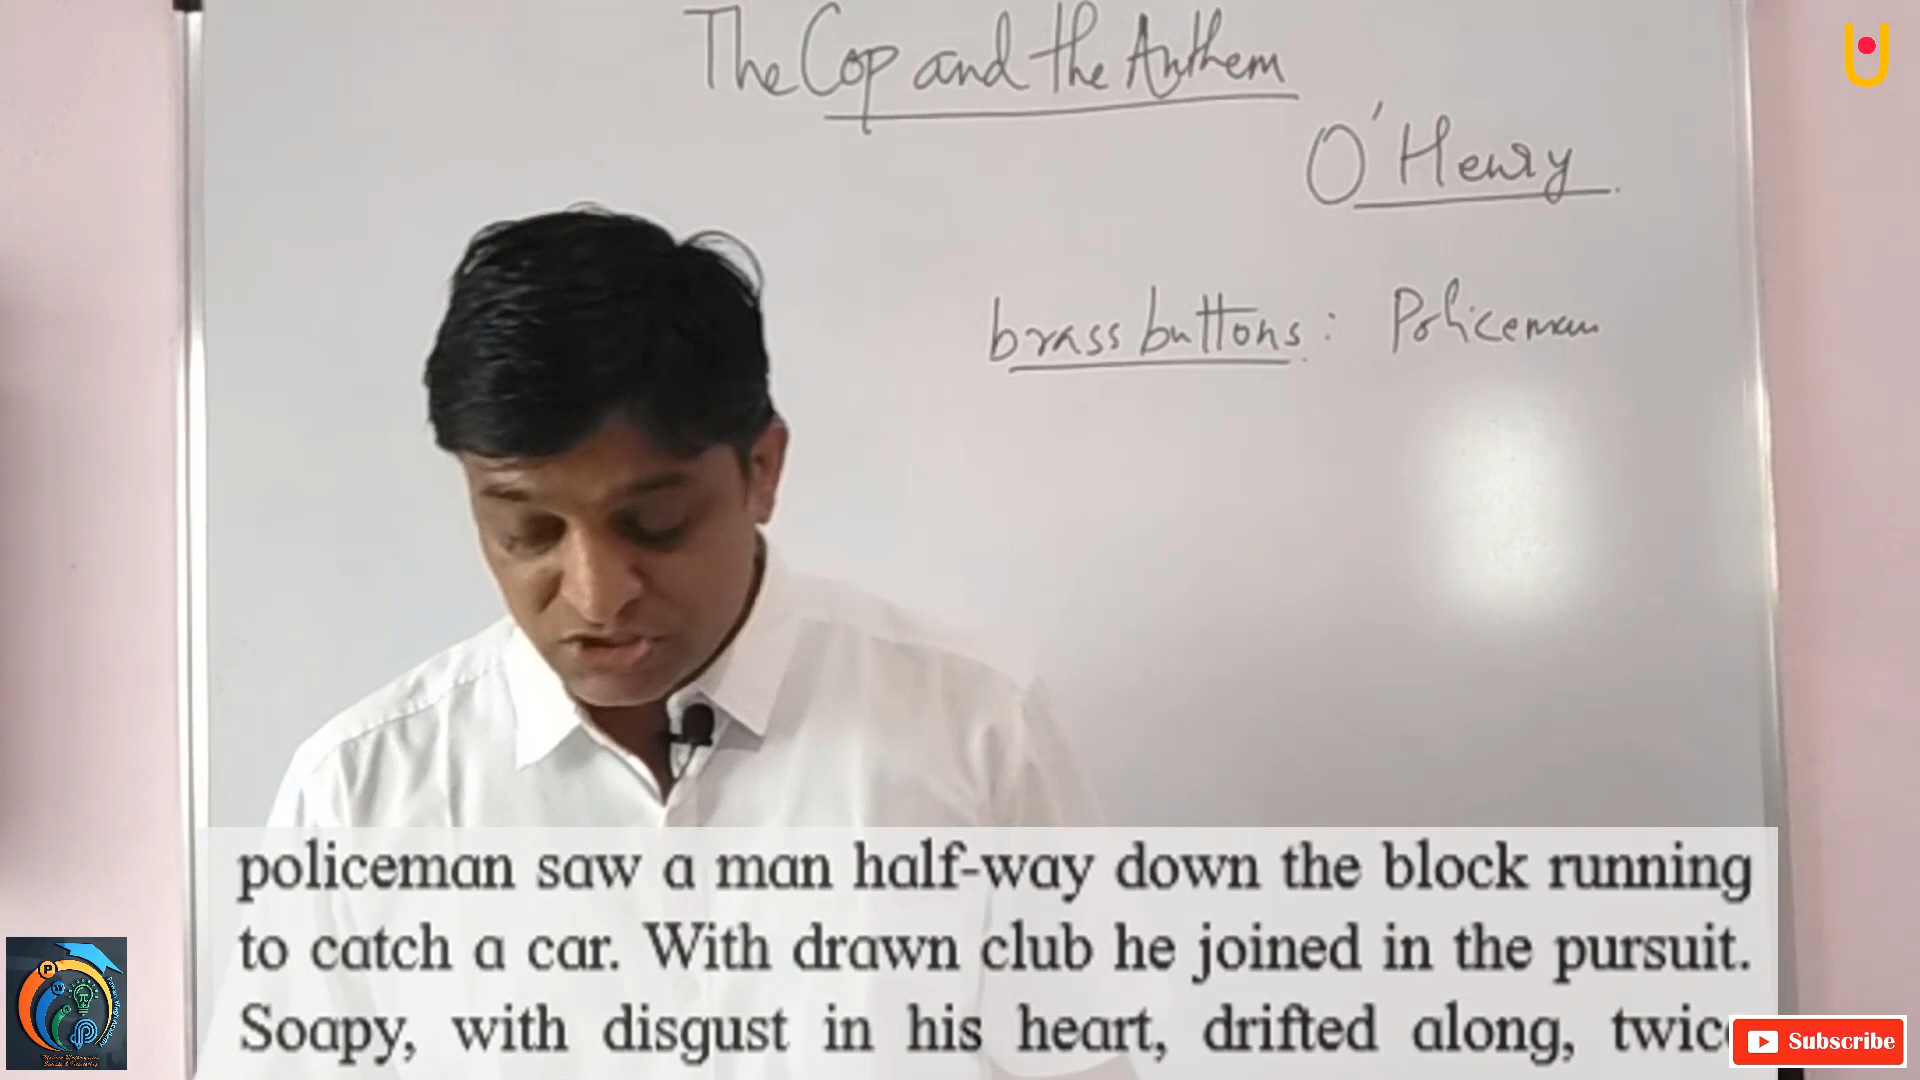 The Cop and the Anthem
O'Henry
brass buttons: Policeman
policeman saw a man half-way down the block running
to catch a car. With drawn club he joined in the pursuit.
Soapy, with disgust in his heart, drifted along, twice
Subscribe